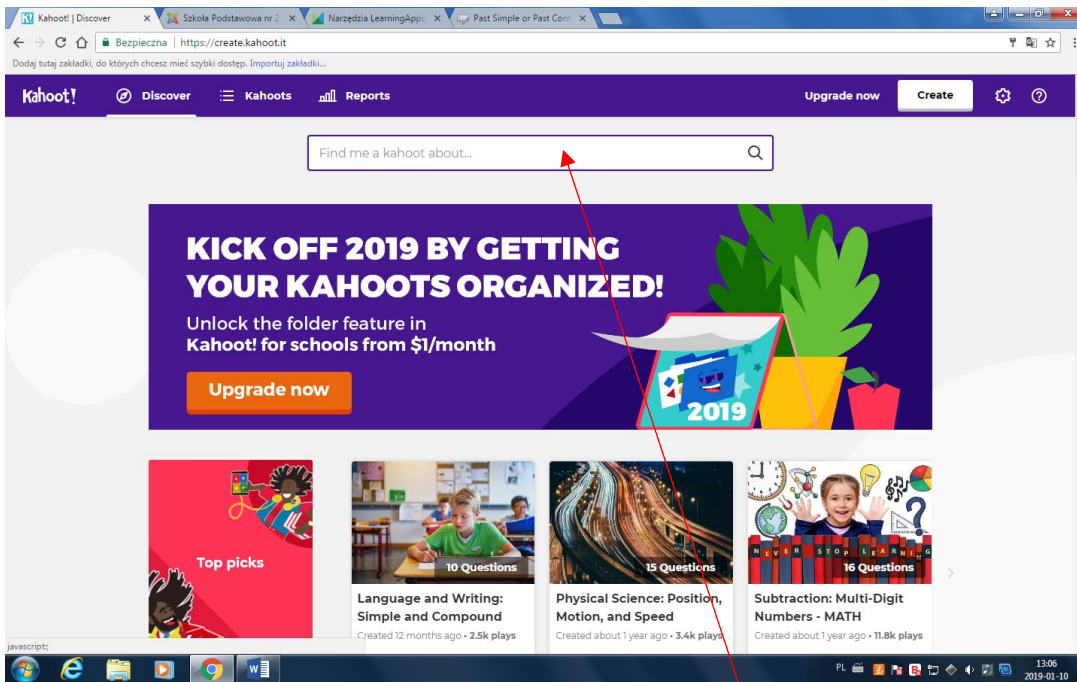 Kahoot! | Discover
Szkoła Podstawowa nr 2
Narzędzia LearningApps
Past Simple or Past Cont
Bezpieczna | https://create.kahoot.it
Dodaj tutaj zakładki, do których chcesz mieć szybki dostęp. Importuj zakładki...
Kahoot! Discover Kahoots Reports Upgrade now Create
Find me a kahoot about...
KICK OFF 2019 BY GETTING
YOUR KAHOOTS ORGANIZED!
Unlock the folder feature in
Kahoot! for schools from $1/month
Upgrade now
2019
Top picks
10 Questions
Language and Writing:
Simple and Compound
Created 12 months ago • 2.5k plays
15 Questions
Physical Science: Position,
Motion, and Speed
Created about 1 year ago • 3.4k plays
NEVER STOP LEARNING
16 Questions
Subtraction: Multi-Digit
Numbers - MATH
Created about 1 year ago • 11.8k plays
javascript:;
PL
13:06
2019-01-10